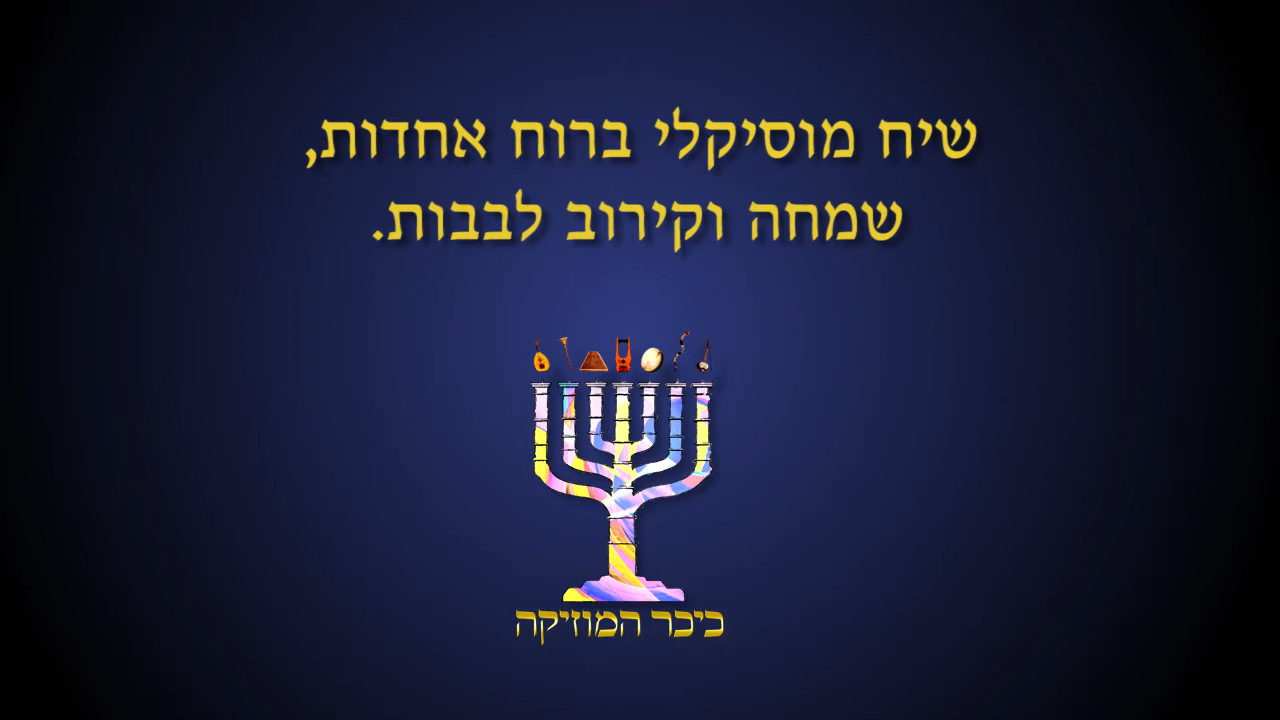 שיח מוסיקלי ברוח אחדות,
שמחה וקירוב לבבות.
כיכר המוזיקה